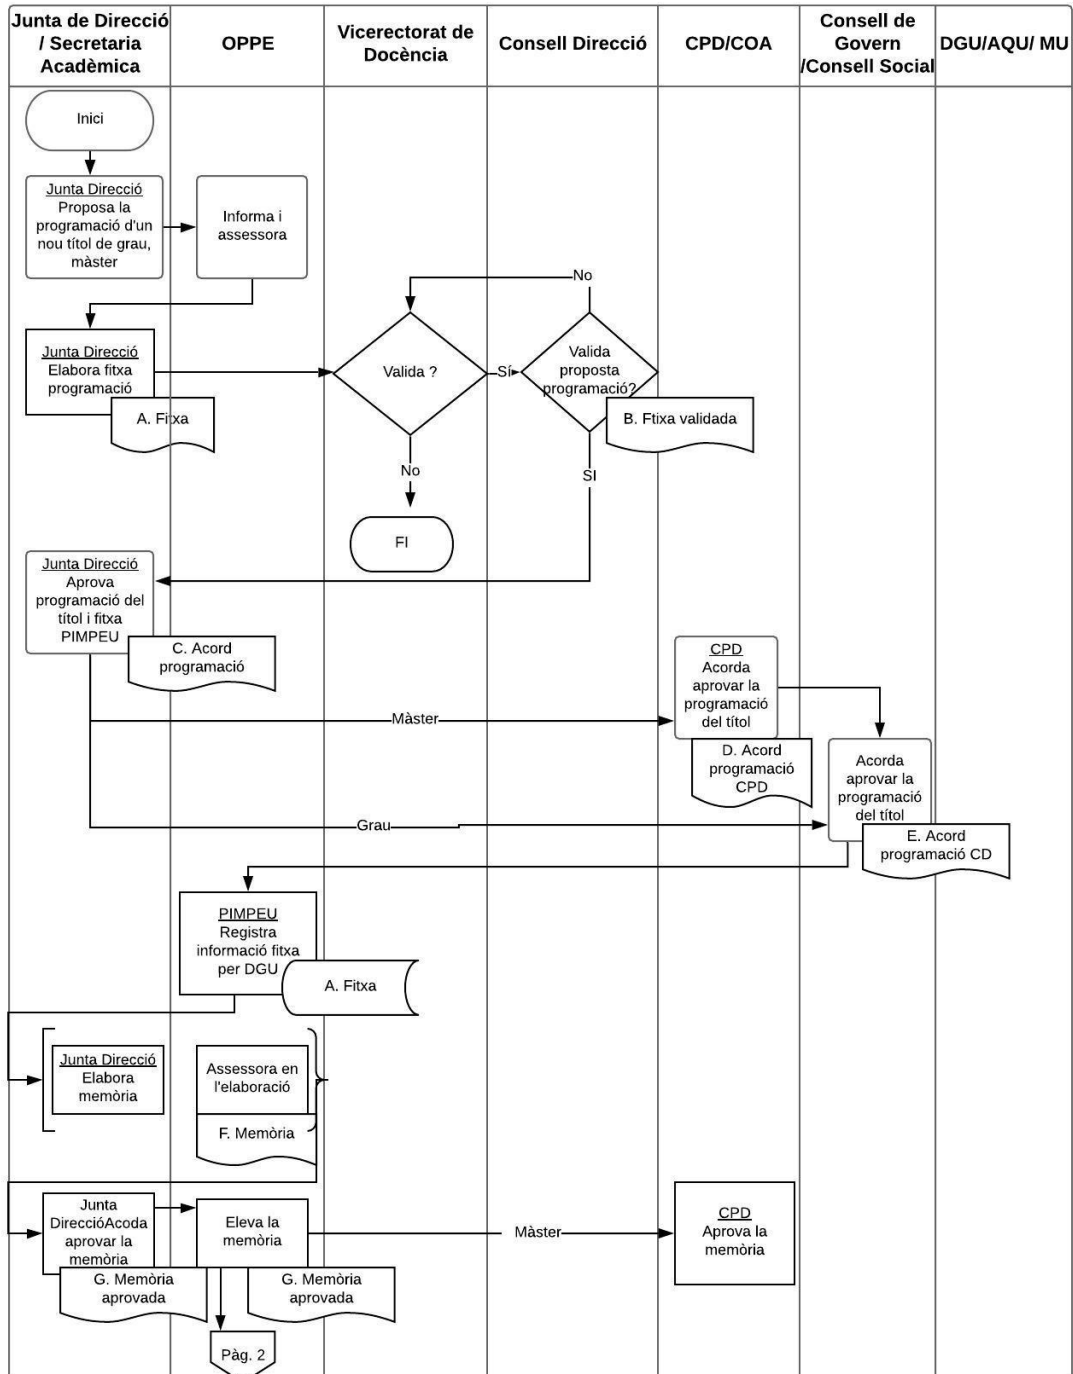 Junta de Direcció
/ Secretaria
Acadèmica
OPPE
Vicerectorat de
Docència
Consell Direcció
CPD/COA
Consell de
Govern
/Consell Social
DGU/AQU/ MU
Inici
Junta Direcció
Proposa la
programació d'un
nou títol de grau,
màster
Informa i
assessora
No
Junta Direcció
Elabora fitxa
programació
A. Fitxa
Valida ?
Sí
Valida
proposta
programació?
B. Ftixa validada
No
SI
FI
Junta Direcció
Aprova
programació del
títol i fitxa
PIMPEU
C. Acord
programació
CPD
Acorda
aprovar la
programació
del títol
Màster
D. Acord
programació
CPD
Acorda
aprovar la
programació
del títol
Grau
E. Acord
programació CD
PIMPEU
Registra
informació fitxa
per DGU
A. Fitxa
Junta Direcció
Elabora
memòria
Assessora en
l'elaboració
F. Memòria
Junta
DireccióAcoda
aprovar la
memòria
Eleva la
memòria
Màster
CPD
Aprova la
memòria
G. Memòria
aprovada
G. Memòria
aprovada
Pàg. 2